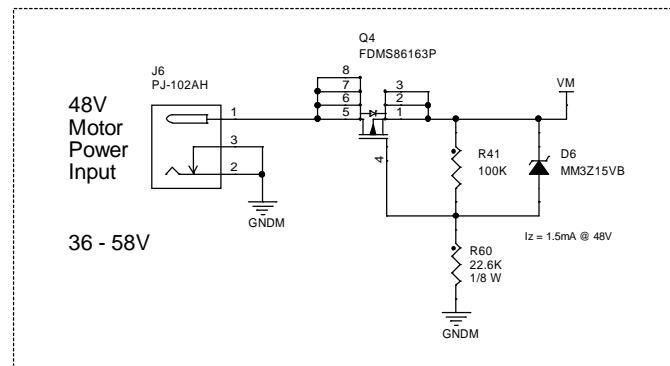 Q4
FDMS86163P
J6
PJ-102AH
48V
Motor
Power
Input
36 - 58V
1
3
2
GNDM
8
7
6
5
3
2
1
4
VM
R41
100K
D6
MM3Z15VB
Iz = 1.5mA @ 48V
R60
22.6K
1/8 W
GNDM